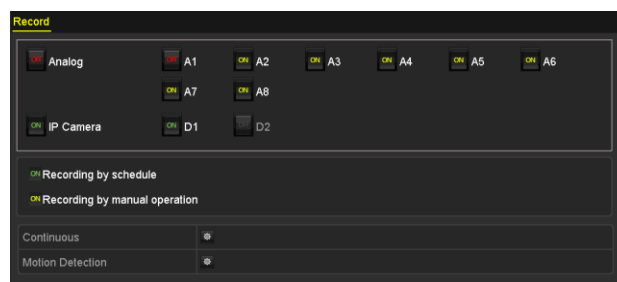 Record
OFF Analog OFF A1 ON A2 ON A3 ON A4 ON A5 ON A6
ON A7 ON A8
ON IP Camera ON D1 D2
ON Recording by schedule
ON Recording by manual operation
Continuous
Motion Detection